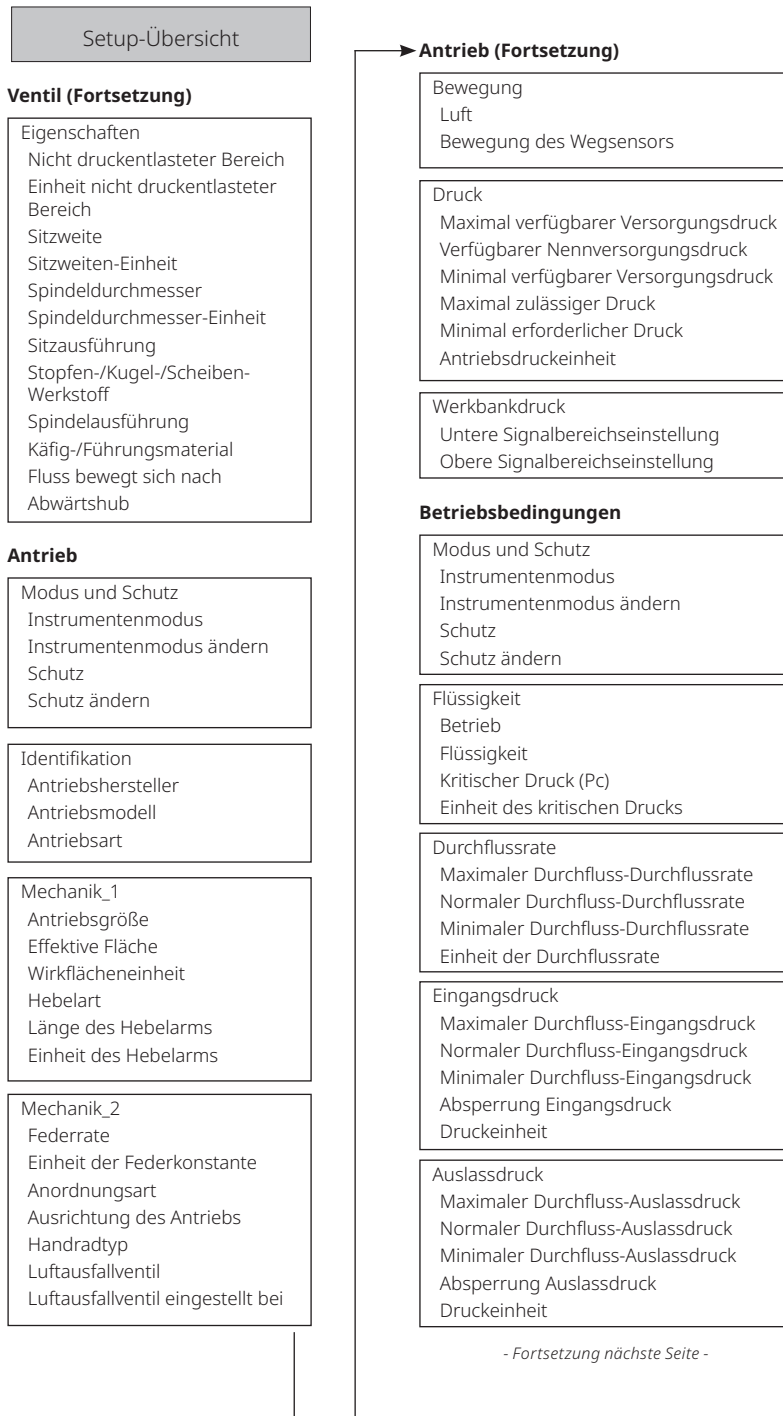 Setup-Übersicht
Ventil (Fortsetzung)
Eigenschaften
Nicht druckentlasteter Bereich
Einheit nicht druckentlasteter
Bereich
Sitzweite
Sitzweiten-Einheit
Spindeldurchmesser
Spindeldurchmesser-Einheit
Sitzausführung
Stopfen-/Kugel-/Scheiben-
Werkstoff
Spindelausführung
Käfig-/Führungsmaterial
Fluss bewegt sich nach
Abwärtshub
Antrieb
Modus und Schutz
Instrumentenmodus
Instrumentenmodus ändern
Schutz
Schutz ändern
Identifikation
Antriebshersteller
Antriebsmodell
Antriebsart
Mechanik_1
Antriebsgröße
Effektive Fläche
Wirkflächeneinheit
Hebelart
Länge des Hebelarms
Einheit des Hebelarms
Mechanik_2
Federrate
Einheit der Federkonstante
Anordnungsart
Ausrichtung des Antriebs
Handradtyp
Luftausfallventil
Luftausfallventil eingestellt bei
Antrieb (Fortsetzung)
Bewegung
Luft
Bewegung des Wegsensors
Druck
Maximal verfügbarer Versorgungsdruck
Verfügbarer Nennversorgungsdruck
Minimal verfügbarer Versorgungsdruck
Maximal zulässiger Druck
Minimal erforderlicher Druck
Antriebsdruckeinheit
Werkbankdruck
Untere Signalbereichseinstellung
Obere Signalbereichseinstellung
Betriebsbedingungen
Modus und Schutz
Instrumentenmodus
Instrumentenmodus ändern
Schutz
Schutz ändern
Flüssigkeit
Betrieb
Flüssigkeit
Kritischer Druck (Pc)
Einheit des kritischen Drucks
Durchflussrate
Maximaler Durchfluss-Durchflussrate
Normaler Durchfluss-Durchflussrate
Minimaler Durchfluss-Durchflussrate
Einheit der Durchflussrate
Eingangsdruck
Maximaler Durchfluss-Eingangsdruck
Normaler Durchfluss-Eingangsdruck
Minimaler Durchfluss-Eingangsdruck
Absperrung Eingangsdruck
Druckeinheit
Auslassdruck
Maximaler Durchfluss-Auslassdruck
Normaler Durchfluss-Auslassdruck
Minimaler Durchfluss-Auslassdruck
Absperrung Auslassdruck
Druckeinheit
- Fortsetzung nächste Seite -